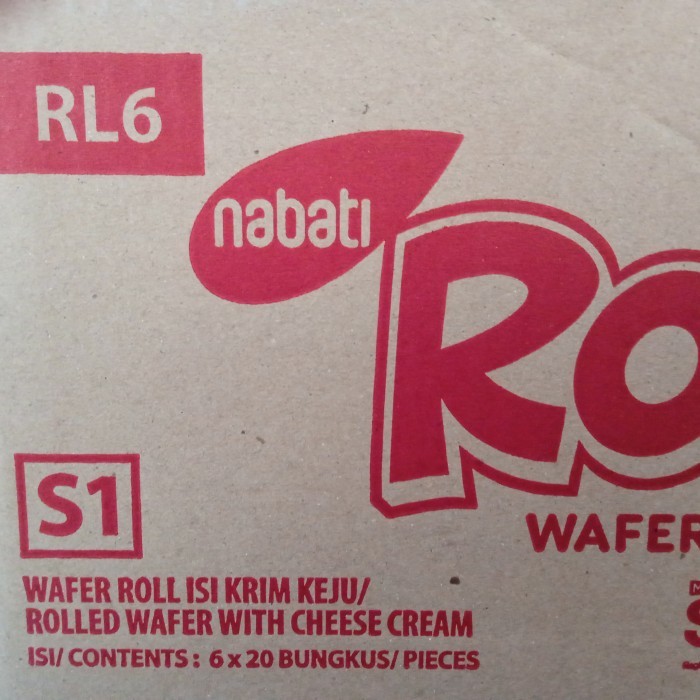 RL6
nabati
WAFER
S1
WAFER ROLL ISI KRIM KEJU/
ROLLED WAFER WITH CHEESE CREAM
ISI/ CONTENTS : 6 x 20 BUNGKUS/ PIECES